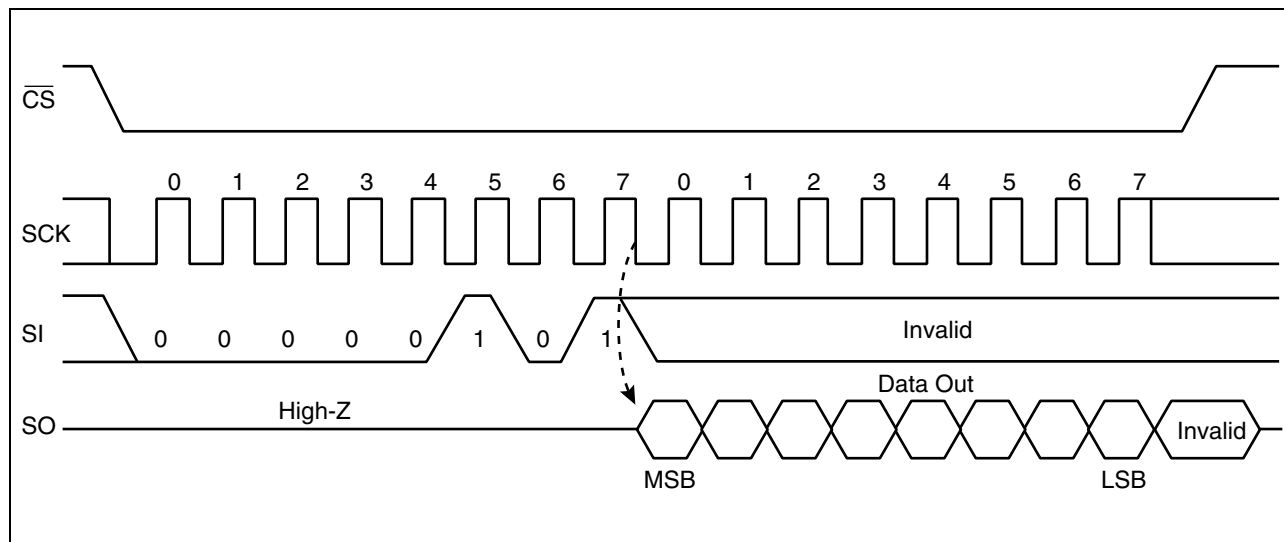 CS
0 1 2 3 4 5 6 7 0 1 2 3 4 5 6 7
SCK
SI 0 0 0 0 0 1 0 1 Invalid
Data Out
High-Z
SO Invalid
MSB LSB